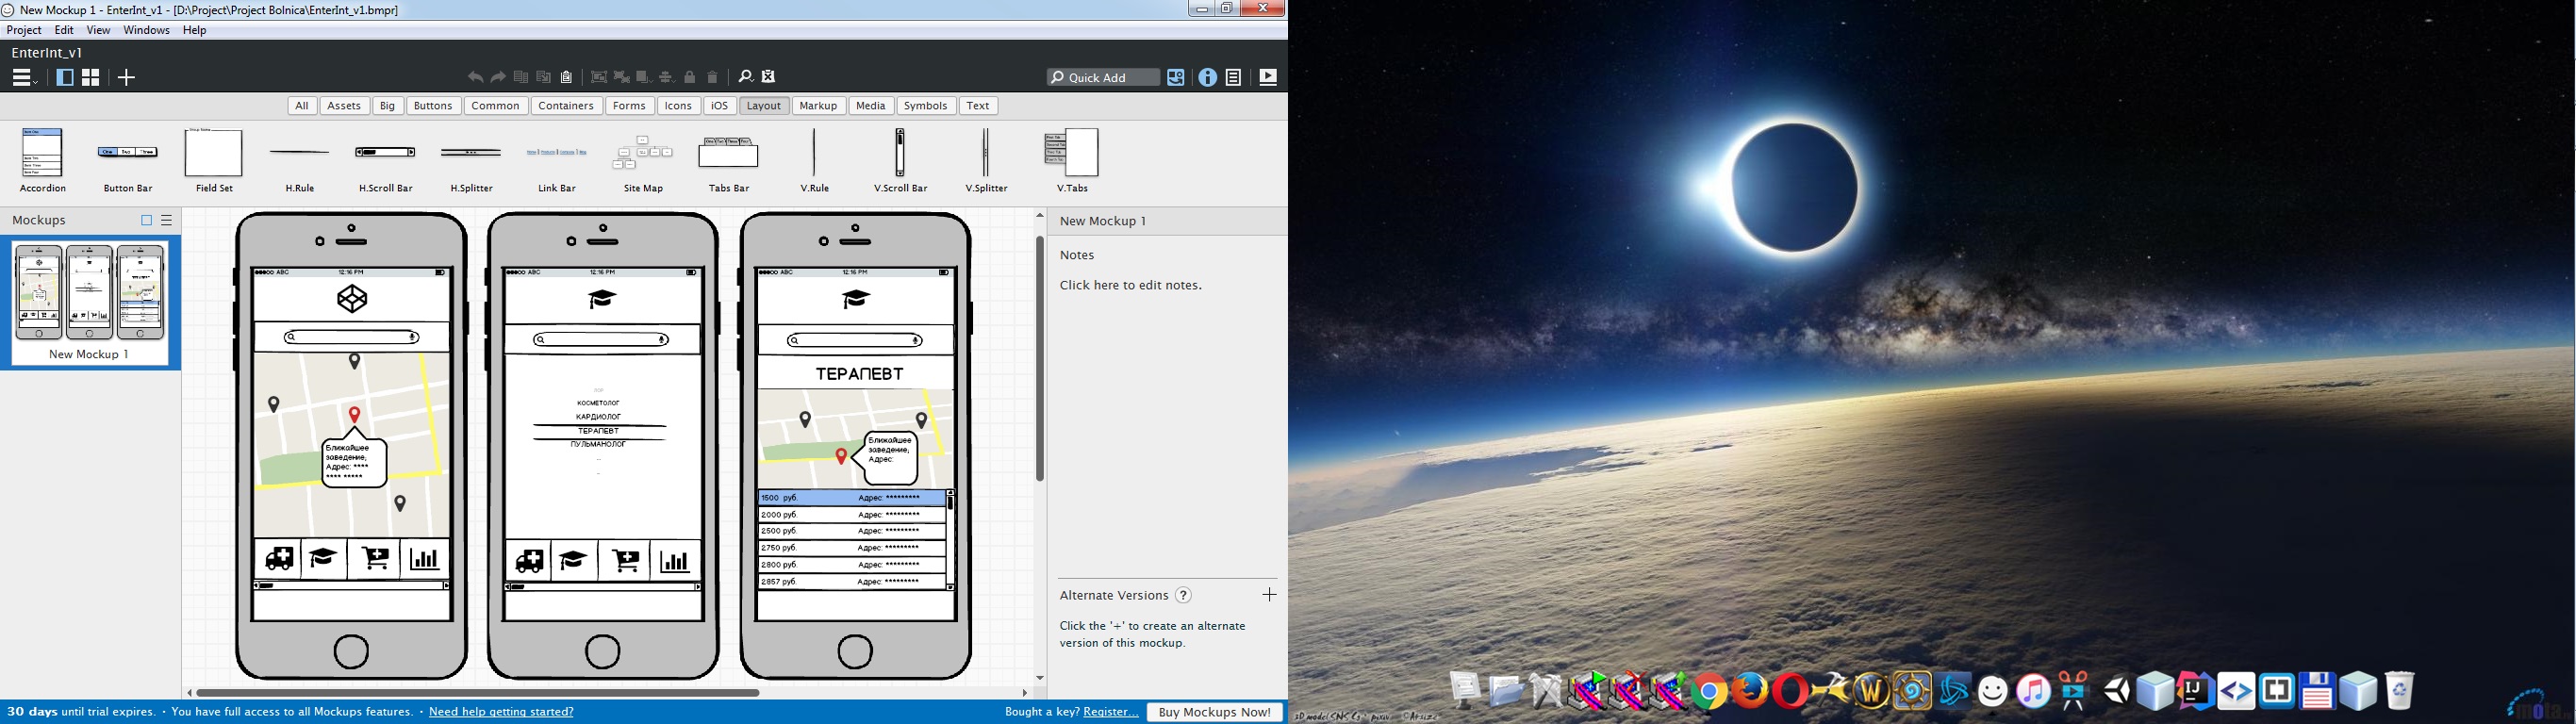 New Mockup 1 - EnterInt_v1 - [D:\Project\Project Bolnica\EnterInt_v1.bmpr]
Project Edit View Windows Help
EnterInt_v1
Quick Add
All Assets Big Buttons Common Containers Forms Icons iOS Layout Markup Media Symbols Text
Accordion Button Bar Field Set H.Rule H.Scroll Bar H.Splitter Link Bar Site Map Tabs Bar V.Rule V.Scroll Bar V.Splitter V.Tabs
Mockups
New Mockup 1
ABC 12:16 PM
Ближайшее
заведение,
Адрес: ****
**** *****
ABC 12:16 PM
ЛОР
КОСМЕТОЛОГ
КАРДИОЛОГ
ТЕРАПЕВТ
ПУЛЬМАНОЛОГ
...
...
ABC 12:16 PM
ТЕРАПЕВТ
Ближайшее
заведение,
Адрес:
1500 руб. Адрес: *********
2000 руб. Адрес: *********
2500 руб. Адрес: *********
2750 руб. Адрес: *********
2800 руб. Адрес: *********
2857 руб. Адрес: *********
New Mockup 1
Notes
Click here to edit notes.
Alternate Versions ?
Click the '+' to create an alternate
version of this mockup.
30 days until trial expires. · You have full access to all Mockups features. · Need help getting started?
Bought a key? Register... Buy Mockups Now!